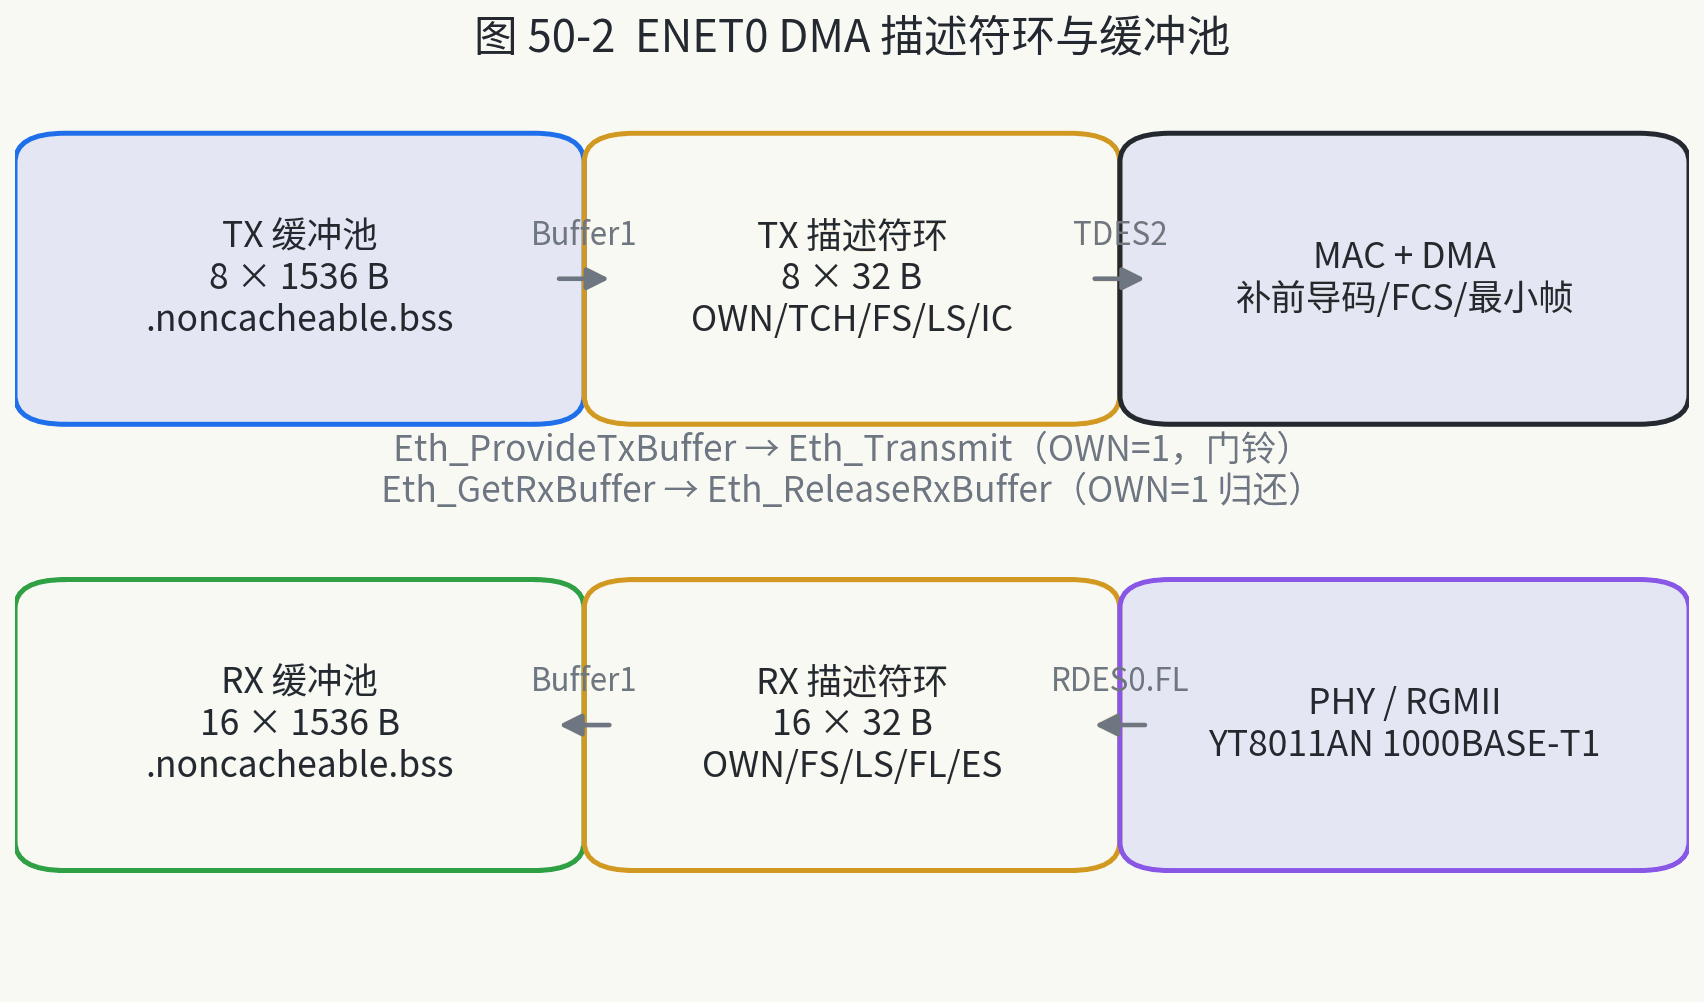 图 50-2 ENET0 DMA 描述符环与缓冲池
TX 缓冲池
8 × 1536 B
.noncacheable.bss
Buffer1
TX 描述符环
8 × 32 B
OWN/TCH/FS/LS/IC
TDES2
MAC + DMA
补前导码/FCS/最小帧
Eth_ProvideTxBuffer → Eth_Transmit（OWN=1，门铃）
Eth_GetRxBuffer → Eth_ReleaseRxBuffer（OWN=1 归还）
RX 缓冲池
16 × 1536 B
.noncacheable.bss
Buffer1
RX 描述符环
16 × 32 B
OWN/FS/LS/FL/ES
RDES0.FL
PHY / RGMII
YT8011AN 1000BASE-T1